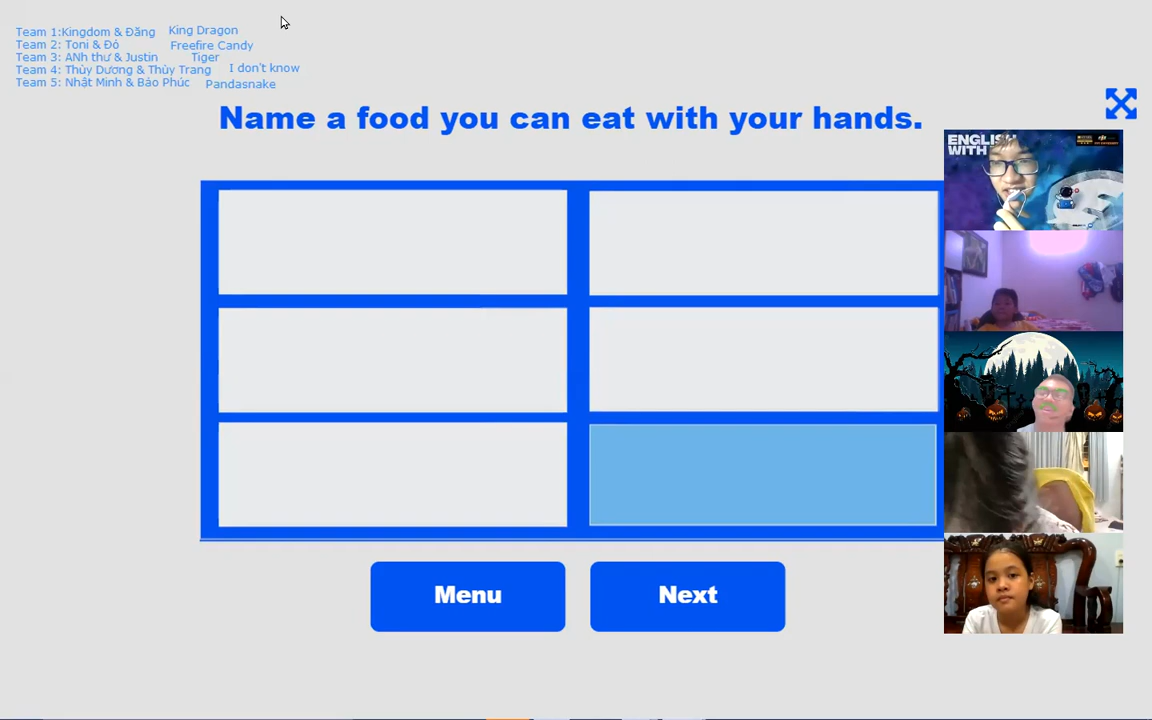 Team 1:Kingdom & Đăng King Dragon
Team 2: Toni & Đô Freefire Candy
Team 3: ANh thư & Justin Tiger
Team 4: Thùy Dương & Thùy Trang I don't know
Team 5: Nhật Minh & Bảo Phúc Pandasnake
Name a food you can eat with your hands.
ENGLISH
WITH
Menu Next